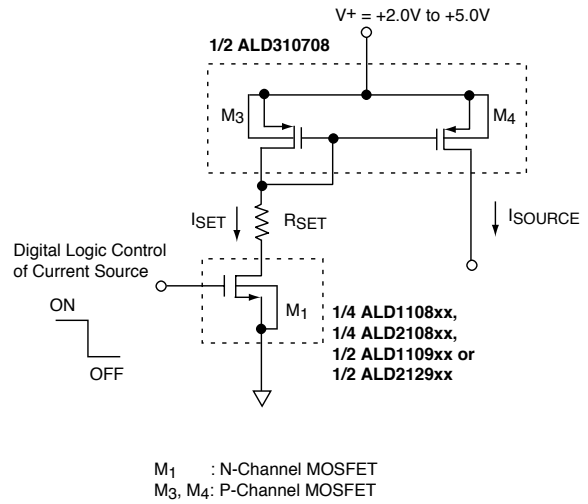 V+ = +2.0V to +5.0V
1/2 ALD310708
M3
M4
ISET
RSET
ISOURCE
Digital Logic Control
of Current Source
ON
OFF
M1
1/4 ALD1108xx,
1/4 ALD2108xx,
1/2 ALD1109xx or
1/2 ALD2129xx
M1 : N-Channel MOSFET
M3, M4: P-Channel MOSFET